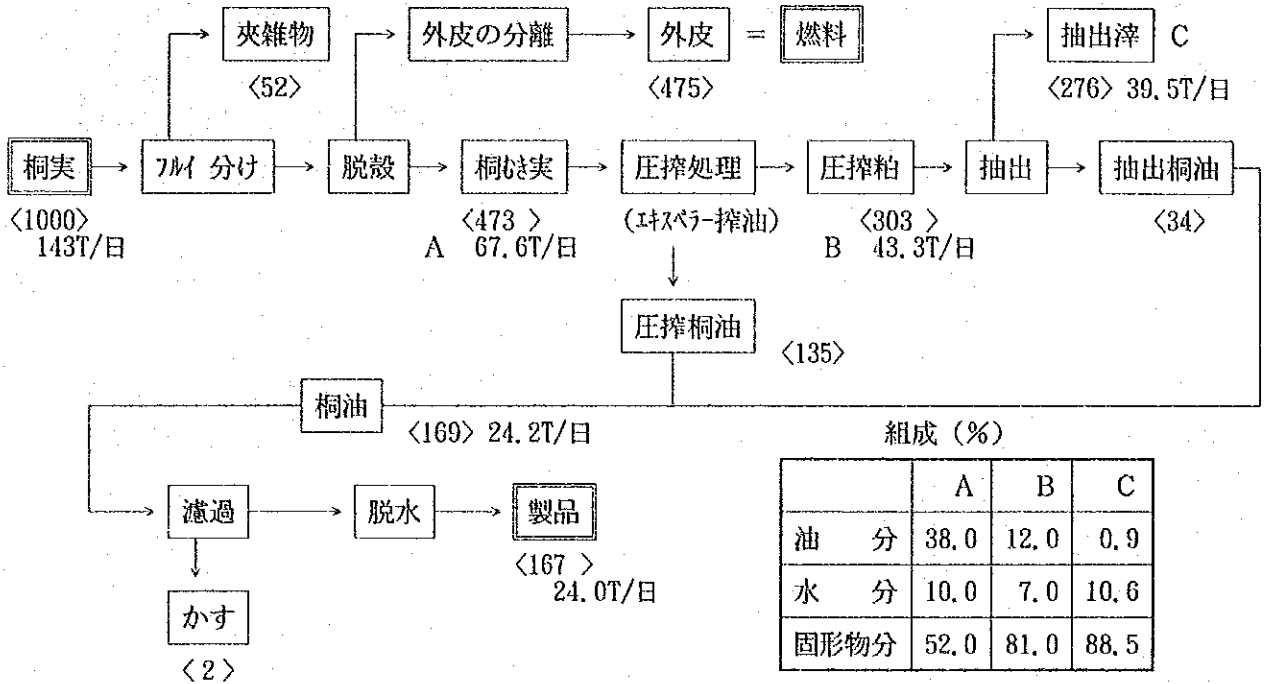 夾雑物
外皮の分離
外皮 = 燃料
抽出滓 C
〈52〉
〈475〉
〈276〉 39.5T/日
桐実
フルイ 分け
脱殻
桐むき実
圧搾処理
圧搾粕
抽出
抽出桐油
〈1000〉
143T/日
〈473 〉
A 67.6T/日
(エキスペラー搾油)
〈303 〉
B 43.3T/日
〈34〉
圧搾桐油
〈135〉
桐油
〈169〉 24.2T/日
濾過
脱水
製品
〈167 〉
24.0T/日
かす
〈2〉
組成 (%)
A B C
油 分 38.0 12.0 0.9
水 分 10.0 7.0 10.6
固形物分 52.0 81.0 88.5